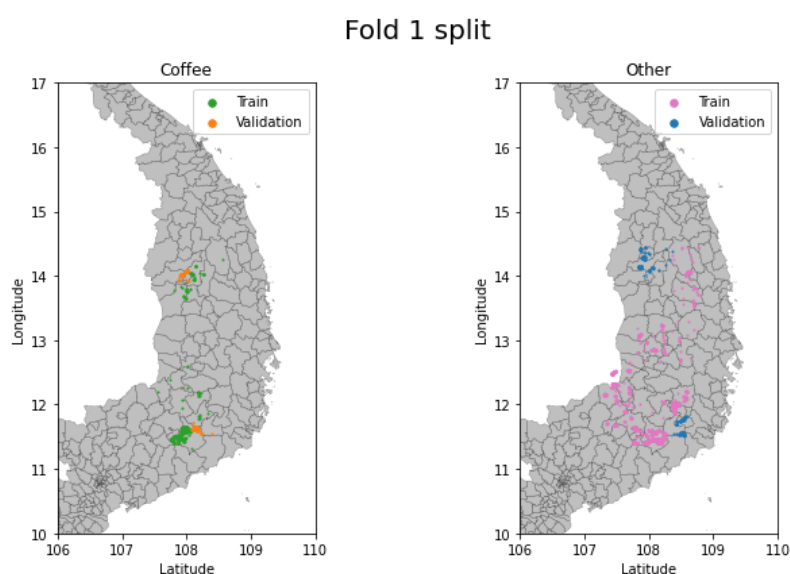 Fold 1 split
Coffee
Train
Validation
17
16
15
14
13
12
11
10
Longitude
106 107 108 109 110
Latitude
Other
Train
Validation
17
16
15
14
13
12
11
10
Longitude
106 107 108 109 110
Latitude